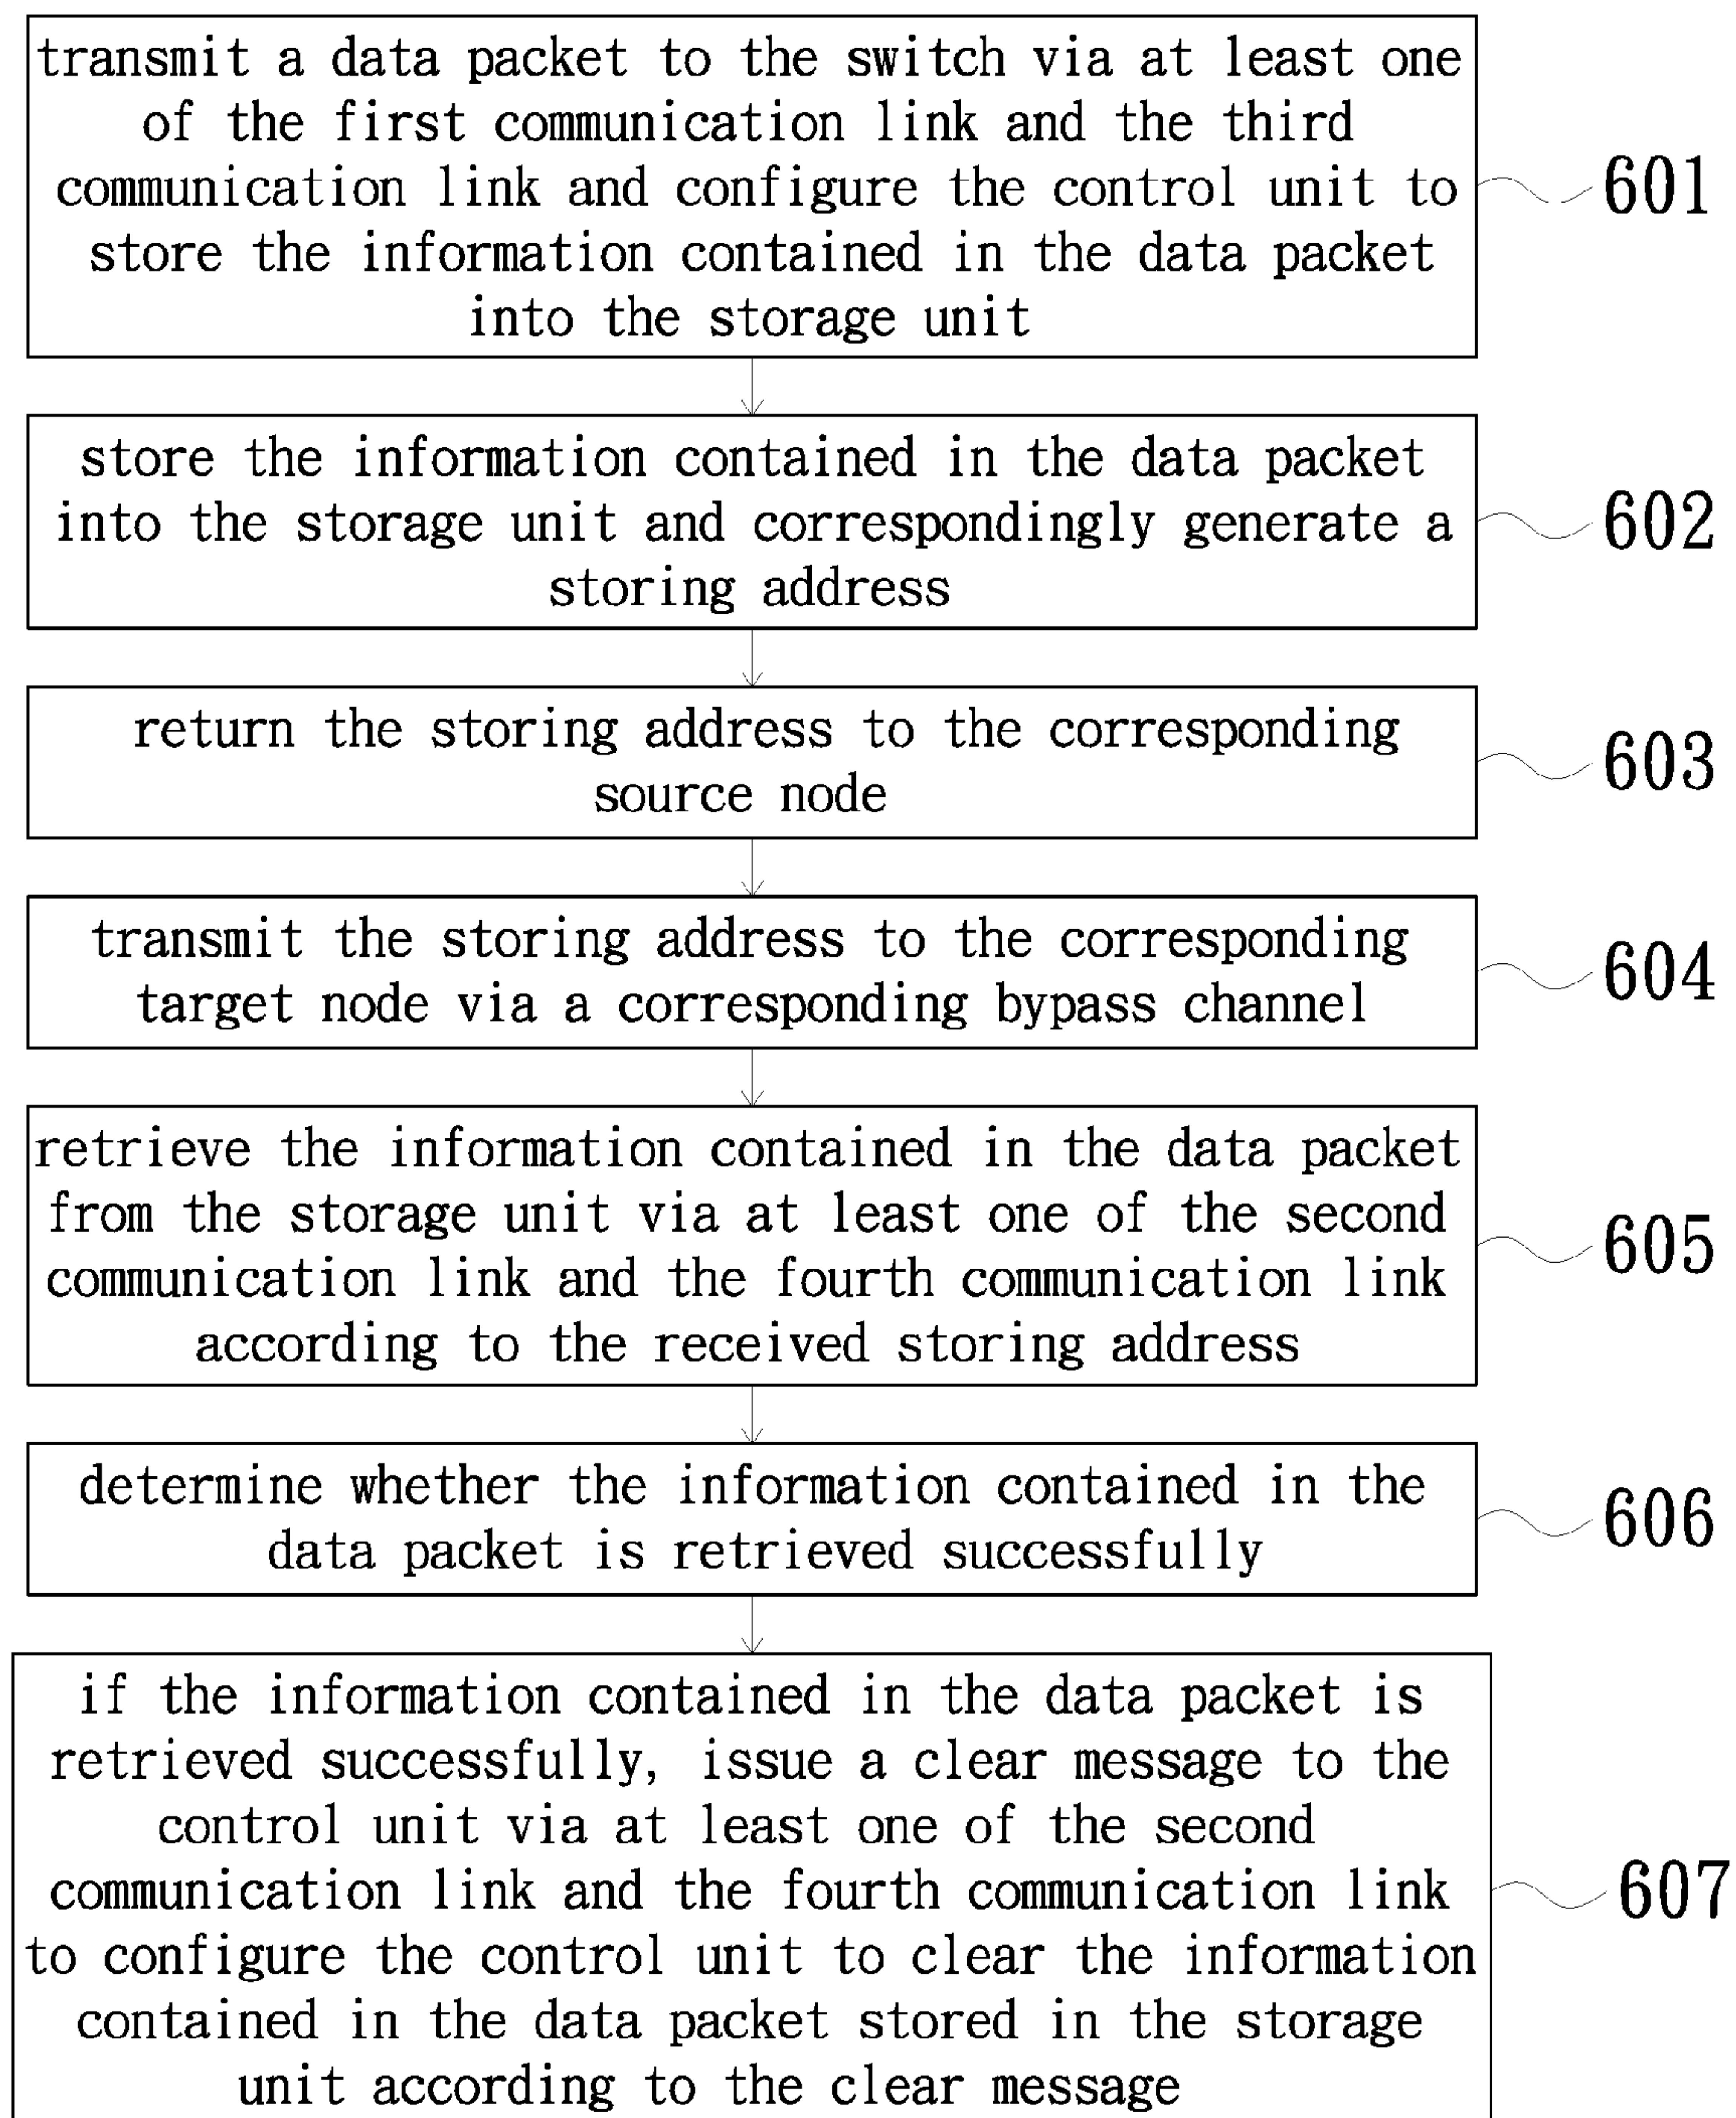 transmit a data packet to the switch via at least one
of the first communication link and the third
communication link and configure the control unit to
store the information contained in the data packet
into the storage unit
601
store the information contained in the data packet
into the storage unit and correspondingly generate a
storing address
602
return the storing address to the corresponding
source node
603
transmit the storing address to the corresponding
target node via a corresponding bypass channel
604
retrieve the information contained in the data packet
from the storage unit via at least one of the second
communication link and the fourth communication link
according to the received storing address
605
determine whether the information contained in the
data packet is retrieved successfully
606
if the information contained in the data packet is
retrieved successfully, issue a clear message to the
control unit via at least one of the second
communication link and the fourth communication link
to configure the control unit to clear the information
contained in the data packet stored in the storage
unit according to the clear message
607